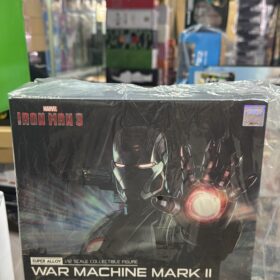 MARVEL
IRON MAN 3
SUPER ALLOY 1/12 SCALE COLLECTIBLE FIGURE
WAR MACHINE MARK II